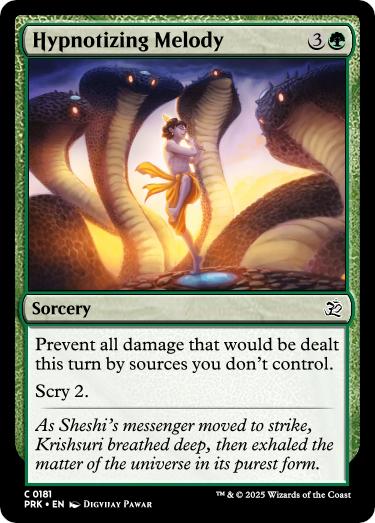 Hypnotizing Melody 3
Sorcery
Prevent all damage that would be dealt
this turn by sources you don't control.
Scry 2.
As Sheshi's messenger moved to strike,
Krishsuri breathed deep, then exhaled the
matter of the universe in its purest form.
C 0181
PRK • EN Digvijay Pawar
™ & © 2025 Wizards of the Coast